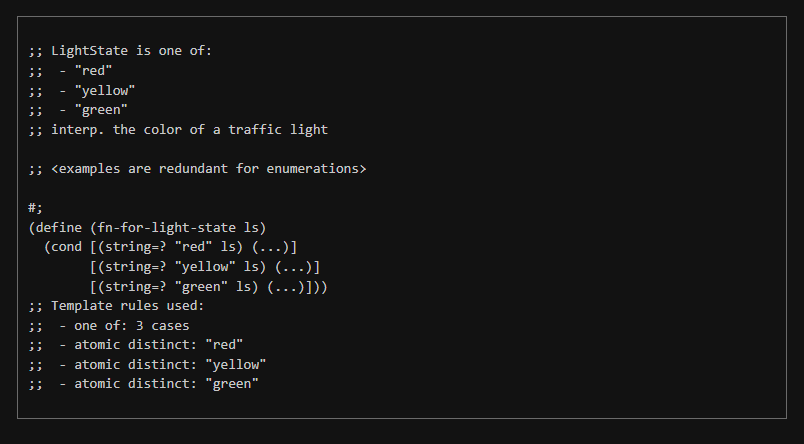 ;; LightState is one of:
;;  - "red"
;;  - "yellow"
;;  - "green"
;; interp. the color of a traffic light

;; <examples are redundant for enumerations>

#;
(define (fn-for-light-state ls)
  (cond [(string=? "red" ls) (...)]
        [(string=? "yellow" ls) (...)]
        [(string=? "green" ls) (...)]))
;; Template rules used:
;;  - one of: 3 cases
;;  - atomic distinct: "red"
;;  - atomic distinct: "yellow"
;;  - atomic distinct: "green"